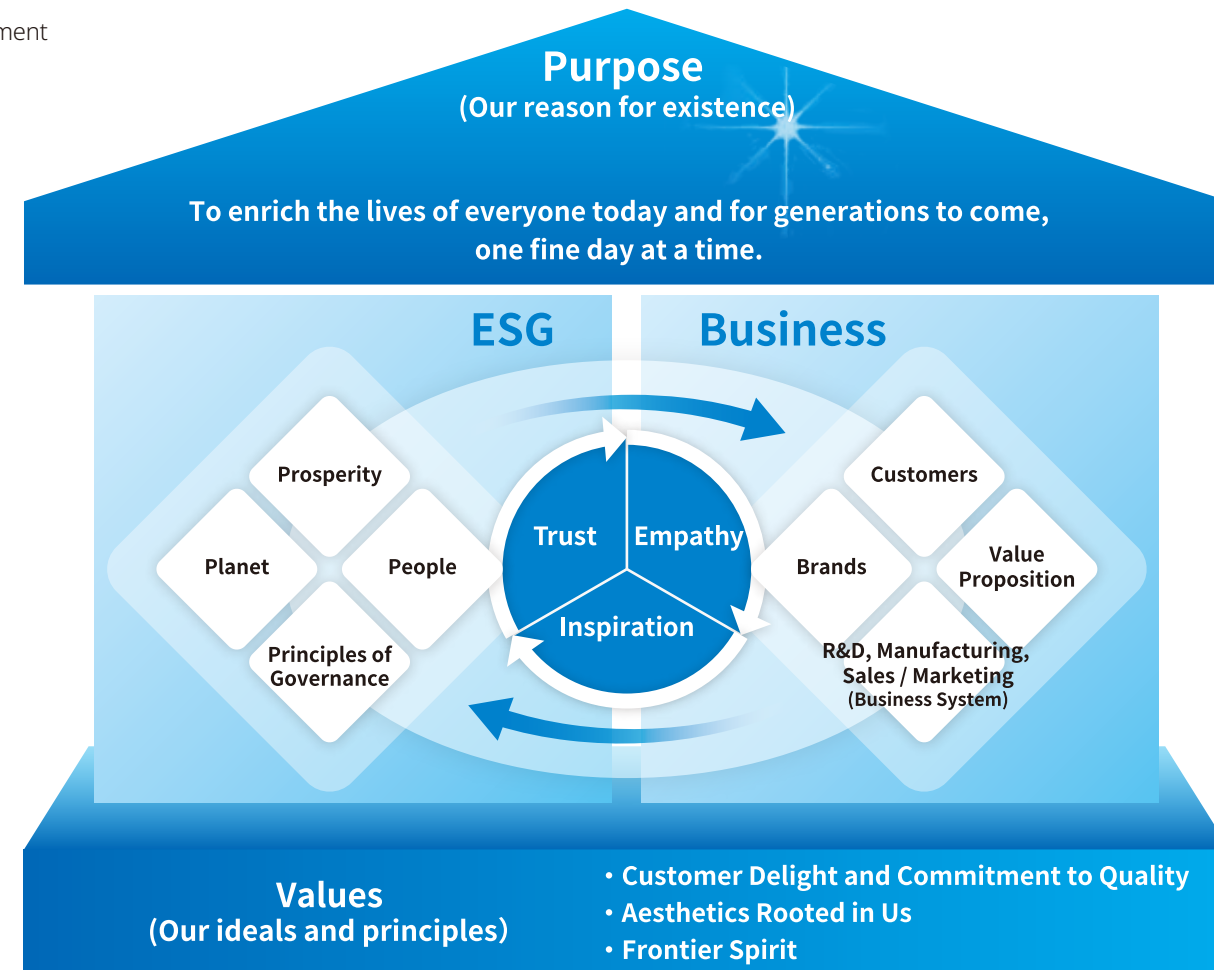 Purpose
(Our reason for existence)
To enrich the lives of everyone today and for generations to come,
one fine day at a time.
ESG
Business
Prosperity
Planet
People
Principles of
Governance
Trust
Empathy
Inspiration
Customers
Brands
Value
Proposition
R&D, Manufacturing,
Sales / Marketing
(Business System)
Values
(Our ideals and principles）
・Customer Delight and Commitment to Quality
・Aesthetics Rooted in Us
・Frontier Spirit